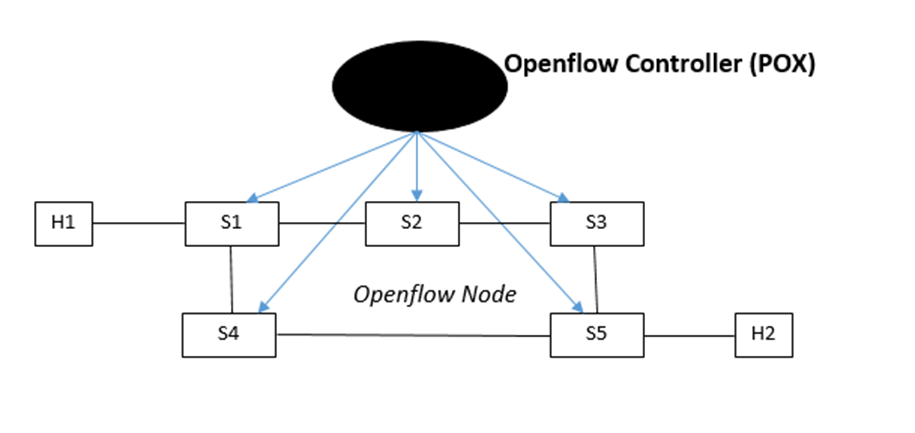 Openflow Controller (POX)
H1
S1
S2
S3
Openflow Node
S4
S5
H2